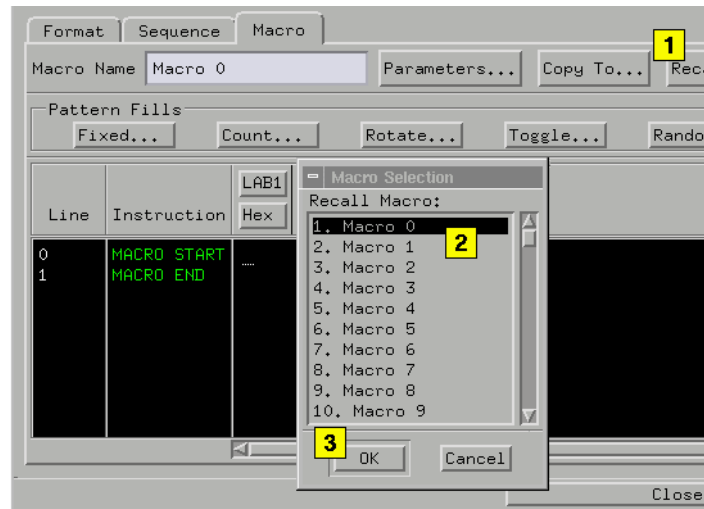 Format Sequence Macro
Macro Name Macro 0 Parameters... Copy To... Rec
1
Pattern Fills
Fixed... Count... Rotate... Toggle... Rando
Line Instruction LAB1 Hex
0 MACRO START
1 MACRO END
Macro Selection
Recall Macro:
1. Macro 0
2
2. Macro 1
3. Macro 2
4. Macro 3
5. Macro 4
6. Macro 5
7. Macro 6
8. Macro 7
9. Macro 8
10. Macro 9
3
OK Cancel
Close